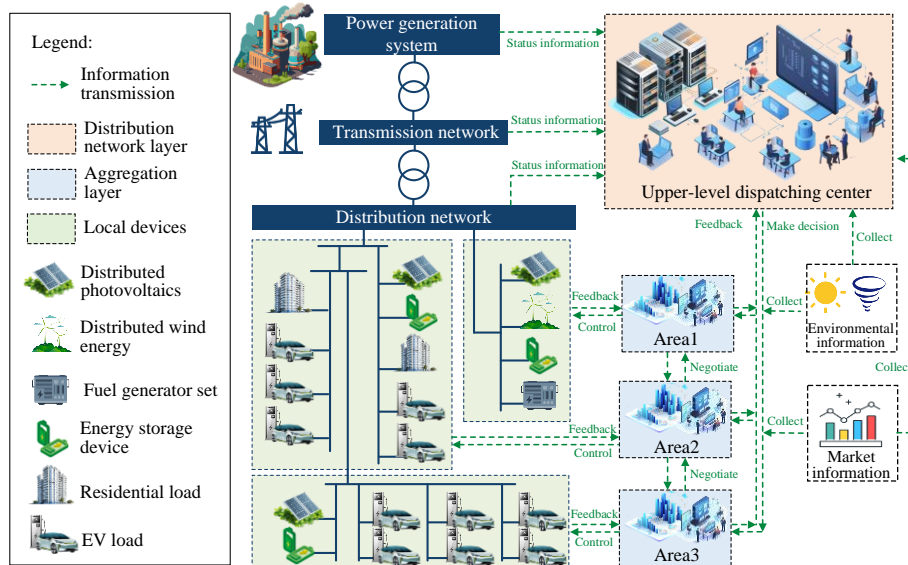 Legend:
Information
transmission
Distribution
network layer
Aggregation
layer
Local devices
Distributed
photovoltaics
Distributed wind
energy
Fuel generator set
Energy storage
device
Residential load
EV load
Power generation
system
Status information
Transmission network
Status information
Status information
Distribution network
Upper-level dispatching center
Feedback
Make decision
Collect
Feedback
Control
Area1
Collect
Environmental
information
Negotiate
Collect
Feedback
Control
Area2
Collect
Market
information
Negotiate
Feedback
Control
Area3